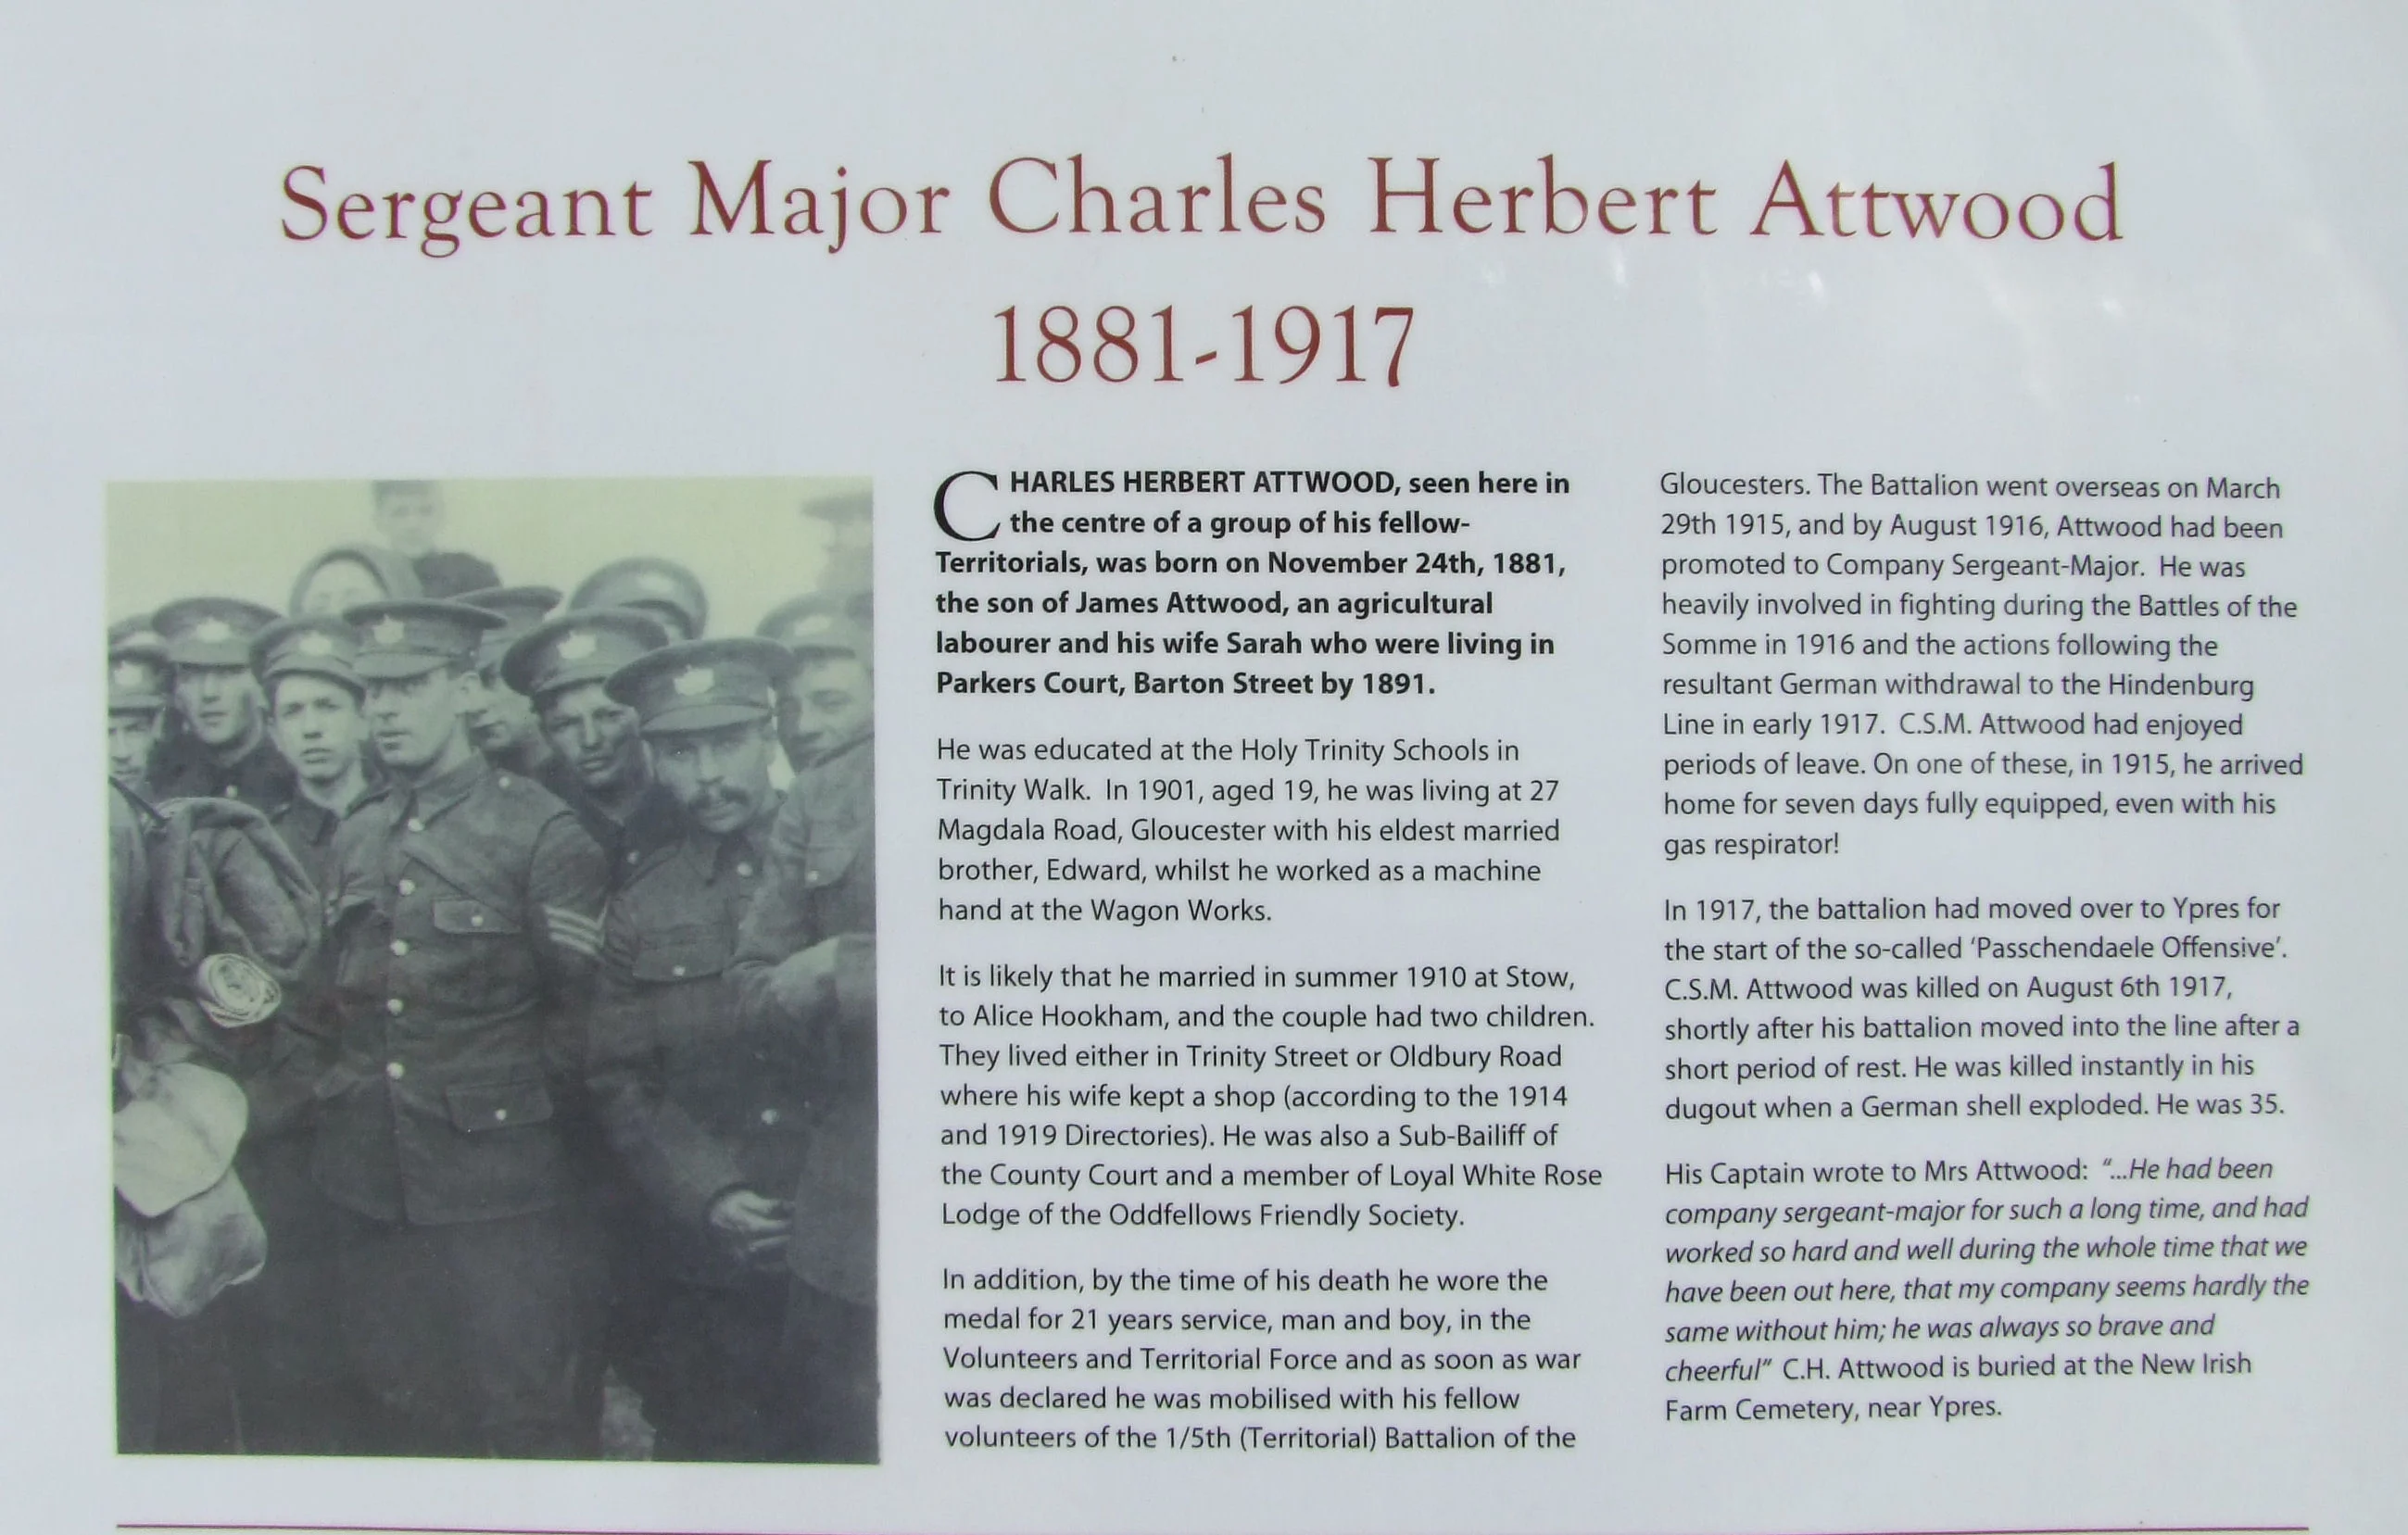 Sergeant Major Charles Herbert Attwood
1881-1917
CHARLES HERBERT ATTWOOD, seen here in
the centre of a group of his fellow-
Territorials, was born on November 24th, 1881,
the son of James Attwood, an agricultural
labourer and his wife Sarah who were living in
Parkers Court, Barton Street by 1891.
He was educated at the Holy Trinity Schools in
Trinity Walk. In 1901, aged 19, he was living at 27
Magdala Road, Gloucester with his eldest married
brother, Edward, whilst he worked as a machine
hand at the Wagon Works.
It is likely that he married in summer 1910 at Stow,
to Alice Hookham, and the couple had two children.
They lived either in Trinity Street or Oldbury Road
where his wife kept a shop (according to the 1914
and 1919 Directories). He was also a Sub-Bailiff of
the County Court and a member of Loyal White Rose
Lodge of the Oddfellows Friendly Society.
In addition, by the time of his death he wore the
medal for 21 years service, man and boy, in the
Volunteers and Territorial Force and as soon as war
was declared he was mobilised with his fellow
volunteers of the 1/5th (Territorial) Battalion of the
Gloucesters. The Battalion went overseas on March
29th 1915, and by August 1916, Attwood had been
promoted to Company Sergeant-Major. He was
heavily involved in fighting during the Battles of the
Somme in 1916 and the actions following the
resultant German withdrawal to the Hindenburg
Line in early 1917. C.S.M. Attwood had enjoyed
periods of leave. On one of these, in 1915, he arrived
home for seven days fully equipped, even with his
gas respirator!
In 1917, the battalion had moved over to Ypres for
the start of the so-called ‘Passchendaele Offensive’.
C.S.M. Attwood was killed on August 6th 1917,
shortly after his battalion moved into the line after a
short period of rest. He was killed instantly in his
dugout when a German shell exploded. He was 35.
His Captain wrote to Mrs Attwood: “...He had been
company sergeant-major for such a long time, and had
worked so hard and well during the whole time that we
have been out here, that my company seems hardly the
same without him; he was always so brave and
cheerful” C.H. Attwood is buried at the New Irish
Farm Cemetery, near Ypres.